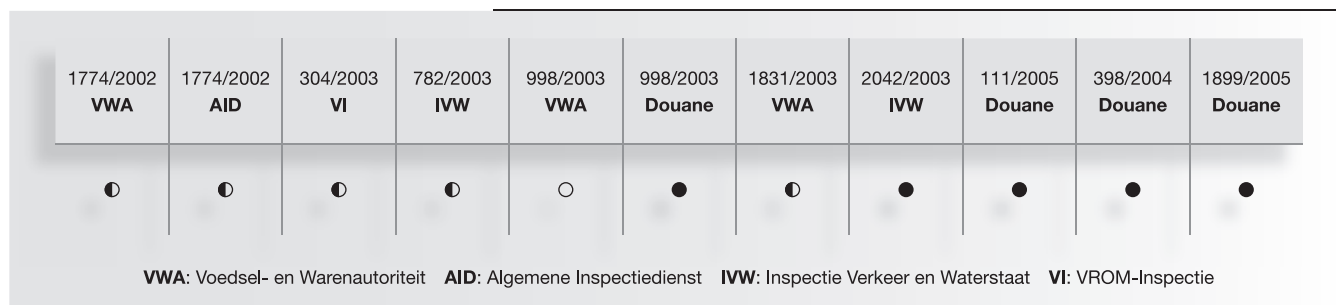 1774/2002 1774/2002 304/2003 782/2003 998/2003 998/2003 1831/2003 2042/2003 111/2005 398/2004 1899/2005
VWA AID VI IVW VWA Douane VWA IVW Douane Douane Douane
VWA: Voedsel- en Warenautoriteit AID: Algemene Inspectiedienst IVW: Inspectie Verkeer en Waterstaat VI: VROM-Inspectie